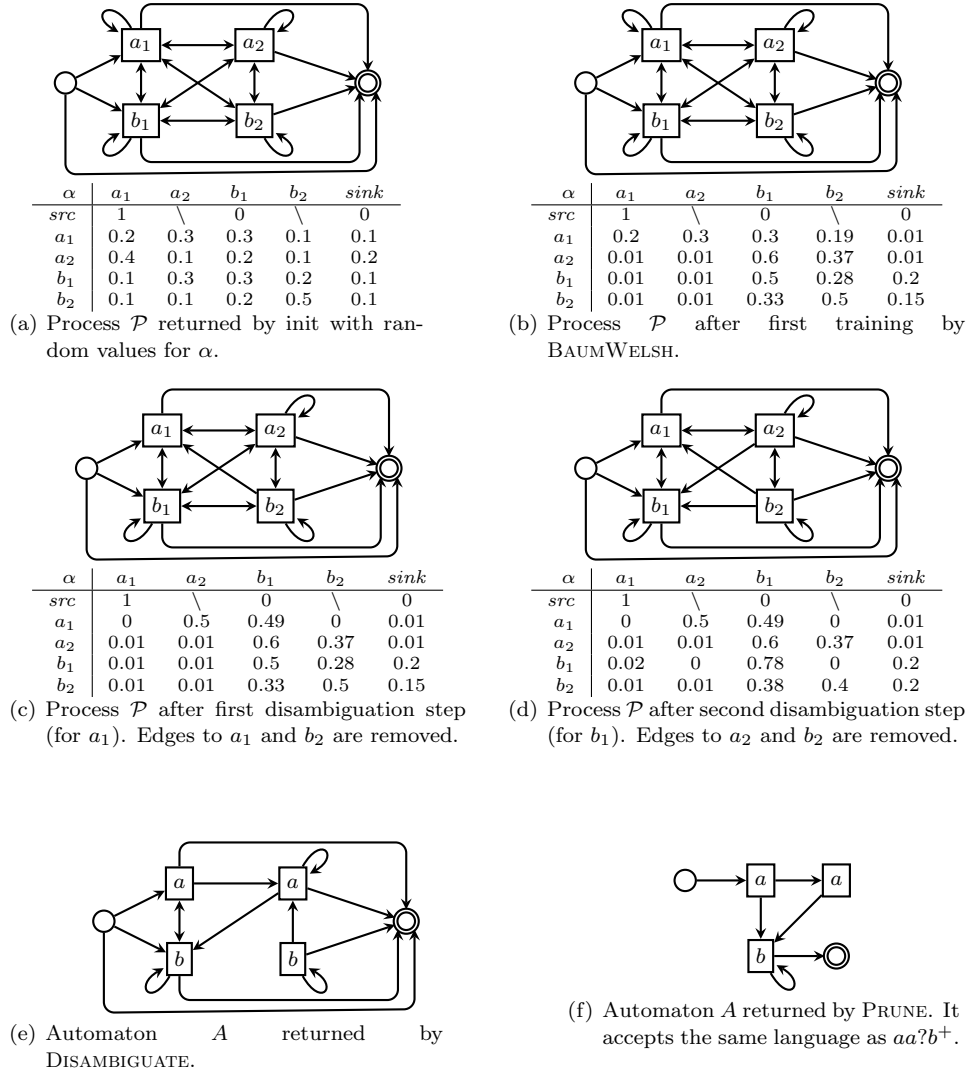 a1 a2
b1 b2
α a1 a2 b1 b2 sink
src 1 \ 0 \ 0
a1 0.2 0.3 0.3 0.1 0.1
a2 0.4 0.1 0.2 0.1 0.2
b1 0.1 0.3 0.3 0.2 0.1
b2 0.1 0.1 0.2 0.5 0.1
(a) Process P returned by init with ran-
dom values for α.
a1 a2
b1 b2
α a1 a2 b1 b2 sink
src 1 \ 0 \ 0
a1 0.2 0.3 0.3 0.19 0.01
a2 0.01 0.01 0.6 0.37 0.01
b1 0.01 0.01 0.5 0.28 0.2
b2 0.01 0.01 0.33 0.5 0.15
(b) Process P after first training by
BAUMWELSH.
a1 a2
b1 b2
α a1 a2 b1 b2 sink
src 1 \ 0 \ 0
a1 0 0.5 0.49 0 0.01
a2 0.01 0.01 0.6 0.37 0.01
b1 0.01 0.01 0.5 0.28 0.2
b2 0.01 0.01 0.33 0.5 0.15
(c) Process P after first disambiguation step
(for a1). Edges to a1 and b2 are removed.
a1 a2
b1 b2
α a1 a2 b1 b2 sink
src 1 \ 0 \ 0
a1 0 0.5 0.49 0 0.01
a2 0.01 0.01 0.6 0.37 0.01
b1 0.02 0 0.78 0 0.2
b2 0.01 0.01 0.38 0.4 0.2
(d) Process P after second disambiguation step
(for b1). Edges to a2 and b2 are removed.
a a
b b
(e) Automaton A returned by
DISAMBIGUATE.
a a
b
(f) Automaton A returned by PRUNE. It
accepts the same language as aa?b+.